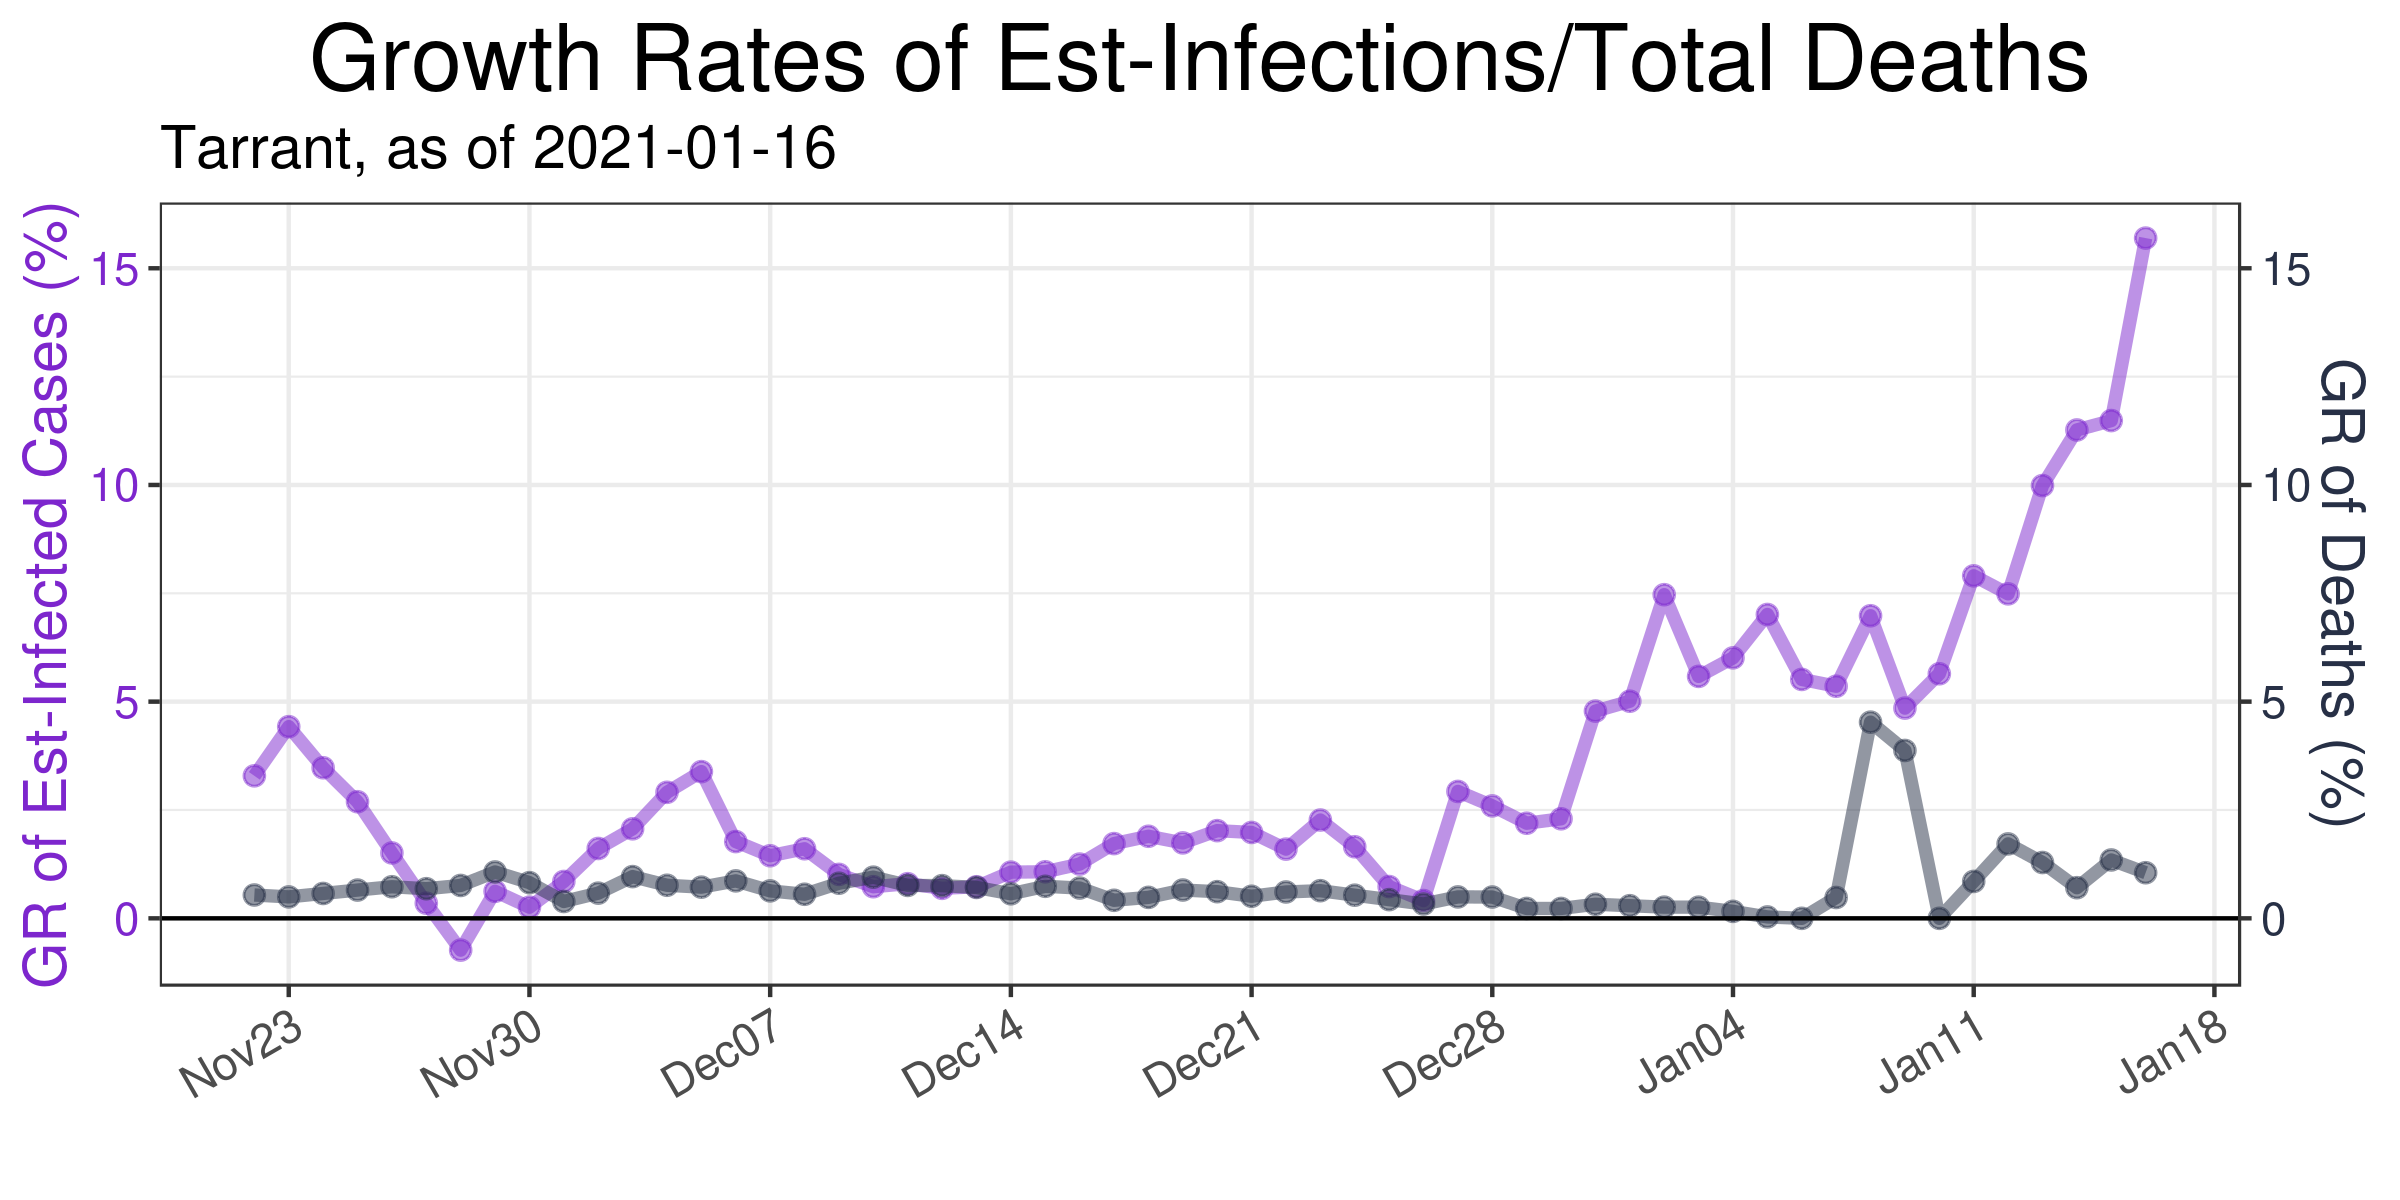 Growth Rates of Est-Infections/Total Deaths
Tarrant, as of 2021-01-16
GR of Est-Infected Cases (%)
15
10
5
0
15
10
5
0
GR of Deaths (%)
Nov23
Nov30
Dec07
Dec14
Dec21
Dec28
Jan04
Jan11
Jan18